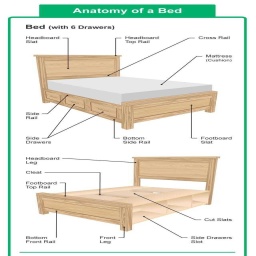 Anatomy of a Bed
Bed (with 6 Drawers)
Headboard Slat
Headboard Top Rail
Cross Rail
Mattress (Cushion)
Side Rail
Side Drawers
Bottom Side Rail
Footboard Slat
Headboard Leg
Cleat
Footboard Top Rail
Cut Slats
Bottom Front Rail
Front Leg
Side Drawers Slot